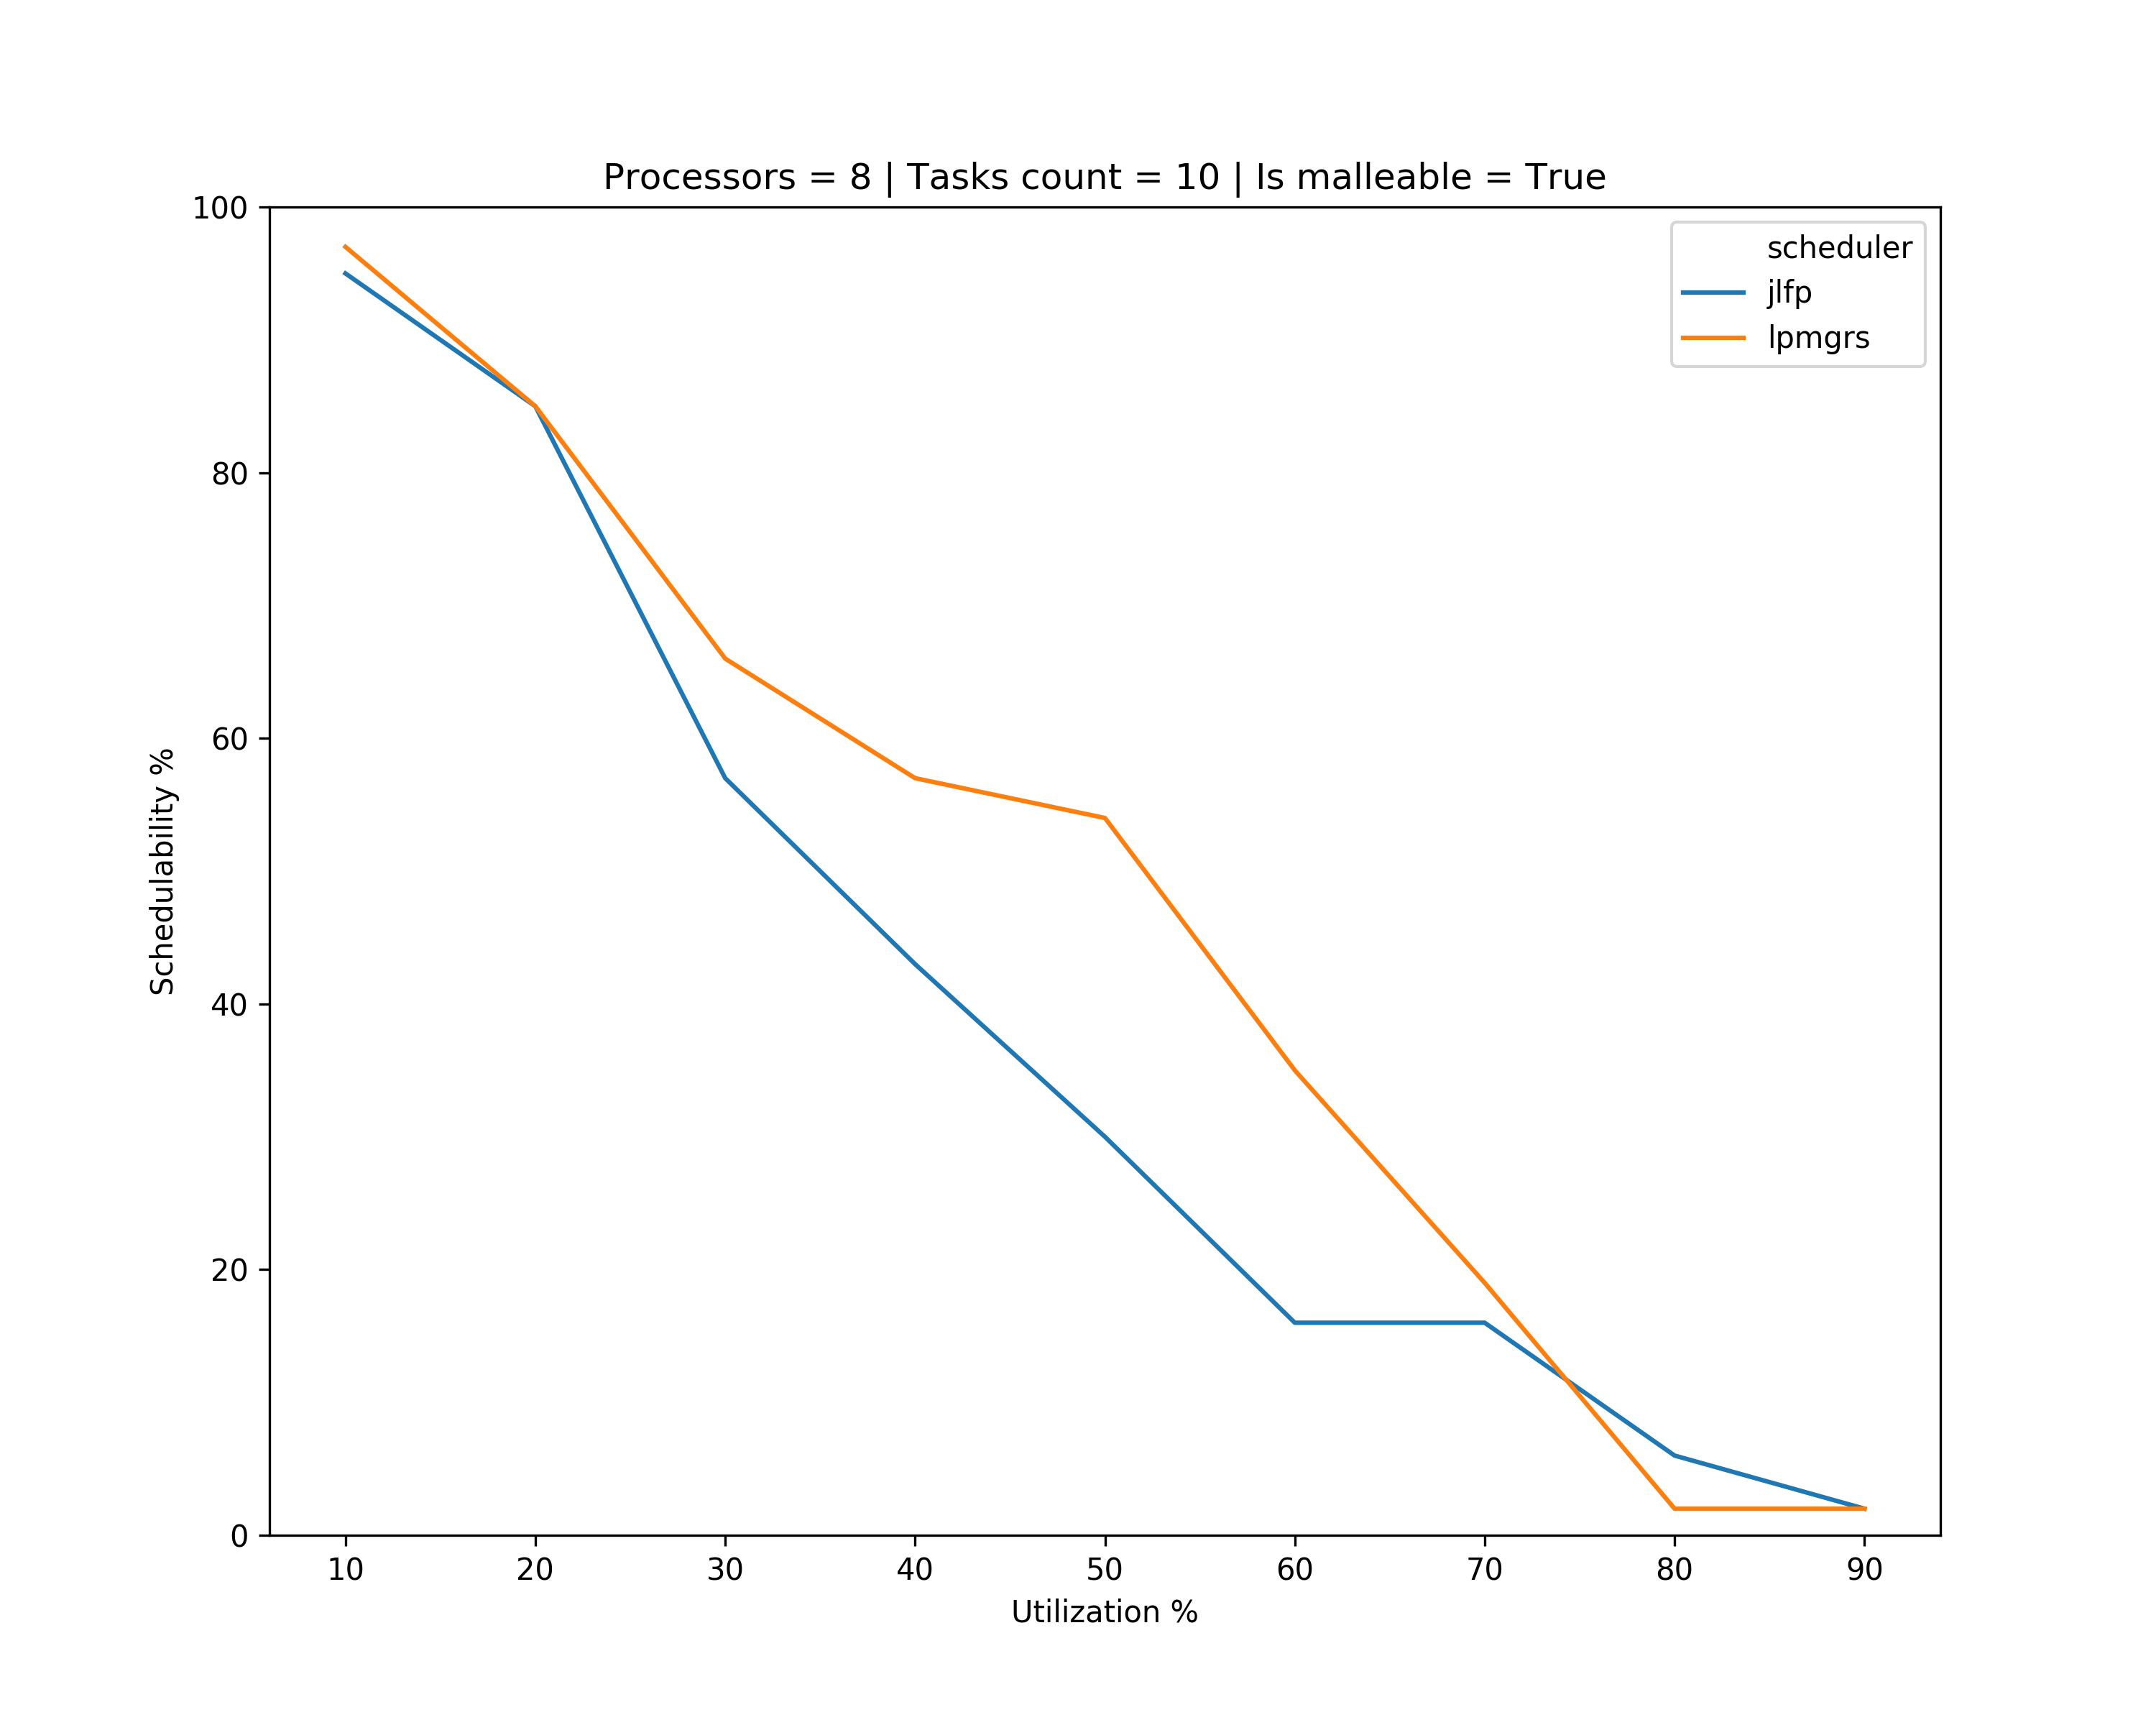 Processors = 8 | Tasks count = 10 | Is malleable = True
scheduler
jlfp
lpmgrs
Schedulability %
100
80
60
40
20
0
10 20 30 40 50 60 70 80 90
Utilization %